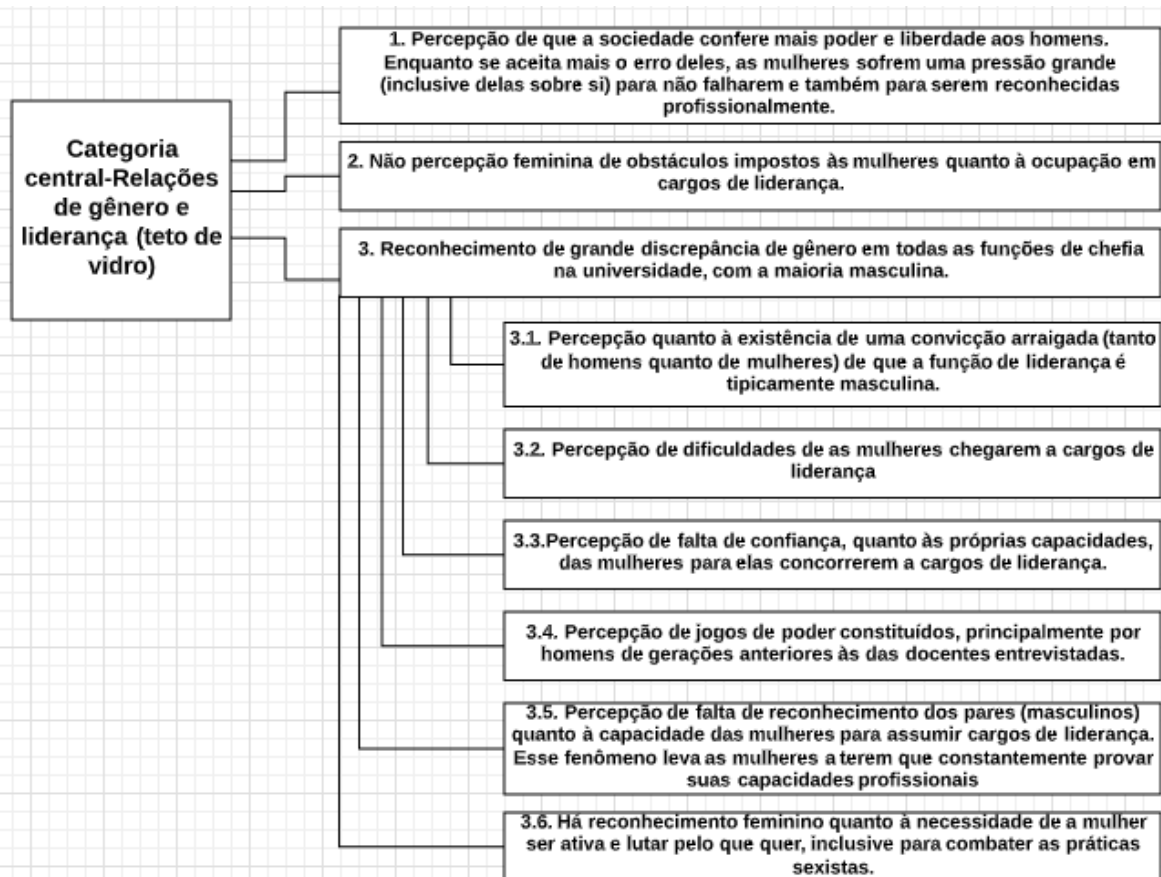 Categoria
central-Relações
de gênero e
liderança (teto de
vidro)
1. Percepção de que a sociedade confere mais poder e liberdade aos homens.
Enquanto se aceita mais o erro deles, as mulheres sofrem uma pressão grande
(inclusive delas sobre si) para não falharem e também para serem reconhecidas
profissionalmente.
2. Não percepção feminina de obstáculos impostos às mulheres quanto à ocupação em
cargos de liderança.
3. Reconhecimento de grande discrepância de gênero em todas as funções de chefia
na universidade, com a maioria masculina.
3.1. Percepção quanto à existência de uma convicção arraigada (tanto
de homens quanto de mulheres) de que a função de liderança é
tipicamente masculina.
3.2. Percepção de dificuldades de as mulheres chegarem a cargos de
liderança
3.3.Percepção de falta de confiança, quanto às próprias capacidades,
das mulheres para elas concorrerem a cargos de liderança.
3.4. Percepção de jogos de poder constituídos, principalmente por
homens de gerações anteriores às das docentes entrevistadas.
3.5. Percepção de falta de reconhecimento dos pares (masculinos)
quanto à capacidade das mulheres para assumir cargos de liderança.
Esse fenômeno leva as mulheres a terem que constantemente provar
suas capacidades profissionais
3.6. Há reconhecimento feminino quanto à necessidade de a mulher
ser ativa e lutar pelo que quer, inclusive para combater as práticas
sexistas.